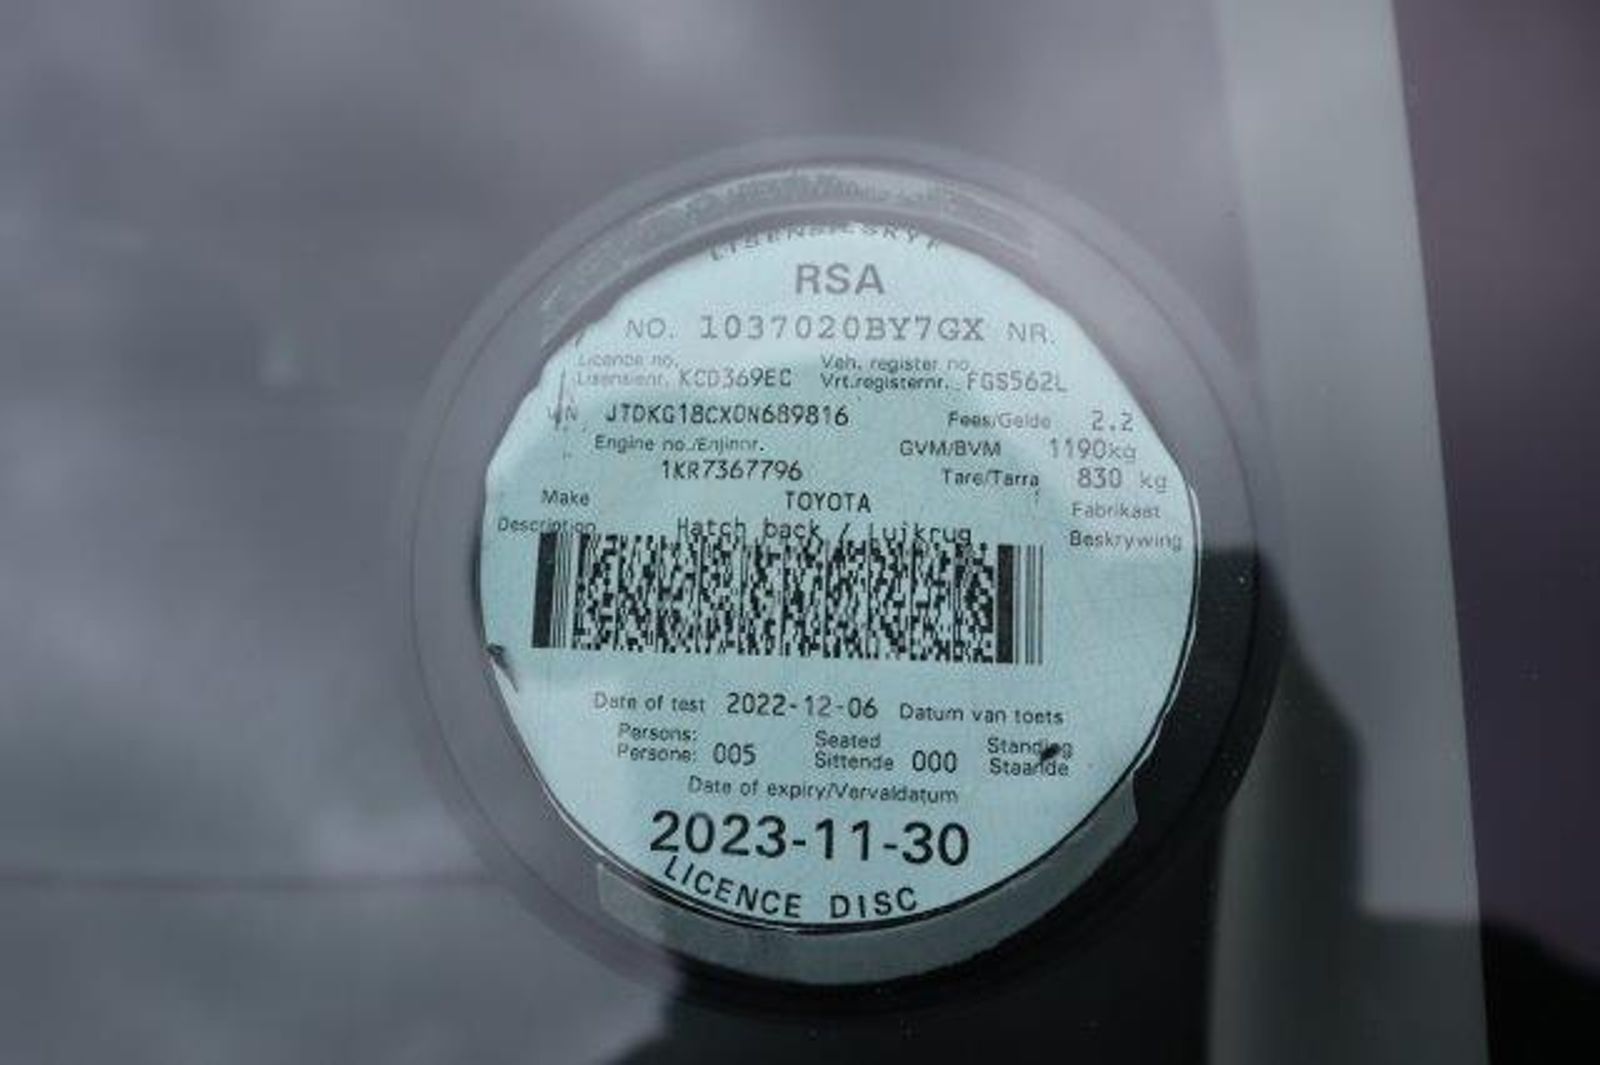 LISENSIESKYF
RSA
NO. 1037020BY7GX NR.
Licence no. Veh. register no.
Lisensienr. KCD369EC Vrt.registernr. FGS562L
VIN JTDKG18CX0N689816 Fees/Gelde 2.2
Engine no./Enjinnr. GVM/BVM 1190kg
1KR7367796 Tare/Tarra 830 kg
Make TOYOTA Fabrikaat
Description Hatch back / Luikrug Beskrywing
Date of test 2022-12-06 Datum van toets
Persons: Seated Standing
Persone: 005 Sittende 000 Staande
Date of expiry/Vervaldatum
2023-11-30
LICENCE DISC